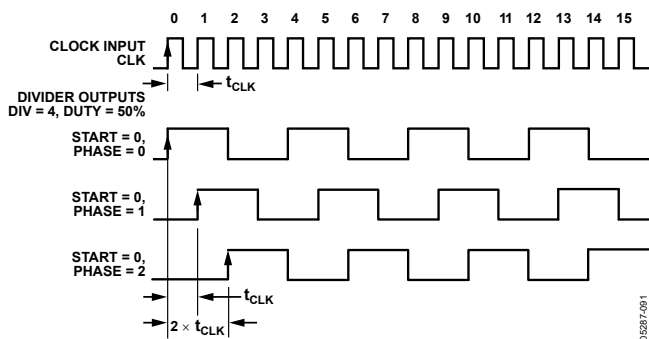 0 1 2 3 4 5 6 7 8 9 10 11 12 13 14 15
CLOCK INPUT
CLK
tCLK
DIVIDER OUTPUTS
DIV = 4, DUTY = 50%
START = 0,
PHASE = 0
START = 0,
PHASE = 1
START = 0,
PHASE = 2
tCLK
2 × tCLK
05287-091